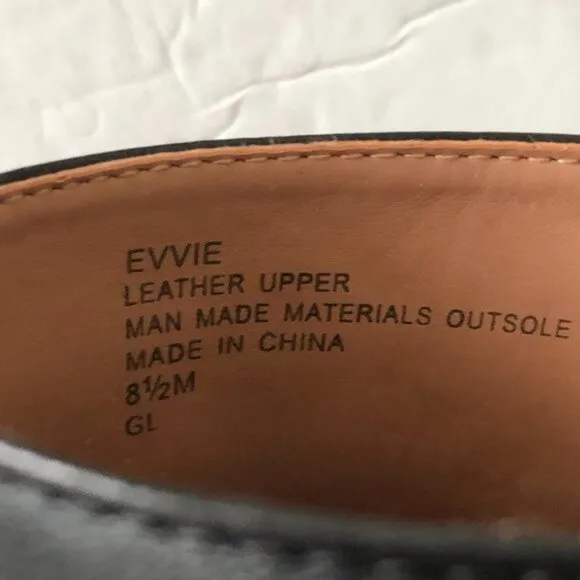 EVVIE
LEATHER UPPER
MAN MADE MATERIALS OUTSOLE
MADE IN CHINA
8½M
GL